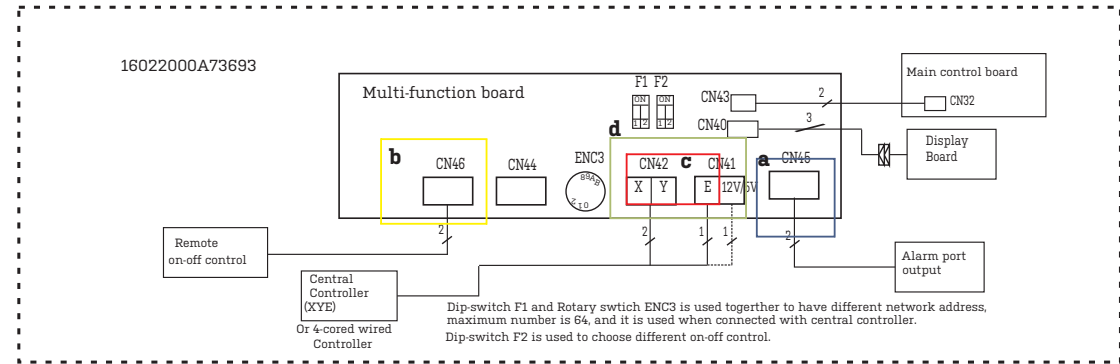 16022000A73693
Multi-function board
F1 F2
ON ON
1 2 1 2
CN43
2
Main control board
CN32
CN40
3
Display
Board
d
b
CN46
CN44
ENC3
89AB
012
CN42
c
CN41
a
CN45
X Y
E
12V/5V
2
2
1
1
2
Remote
on-off control
Central
Controller
(XYE)
Or 4-cored wired
Controller
Alarm port
output
Dip-switch F1 and Rotary swtich ENC3 is used together to have different network address,
maximum number is 64, and it is used when connected with central controller.
Dip-switch F2 is used to choose different on-off control.